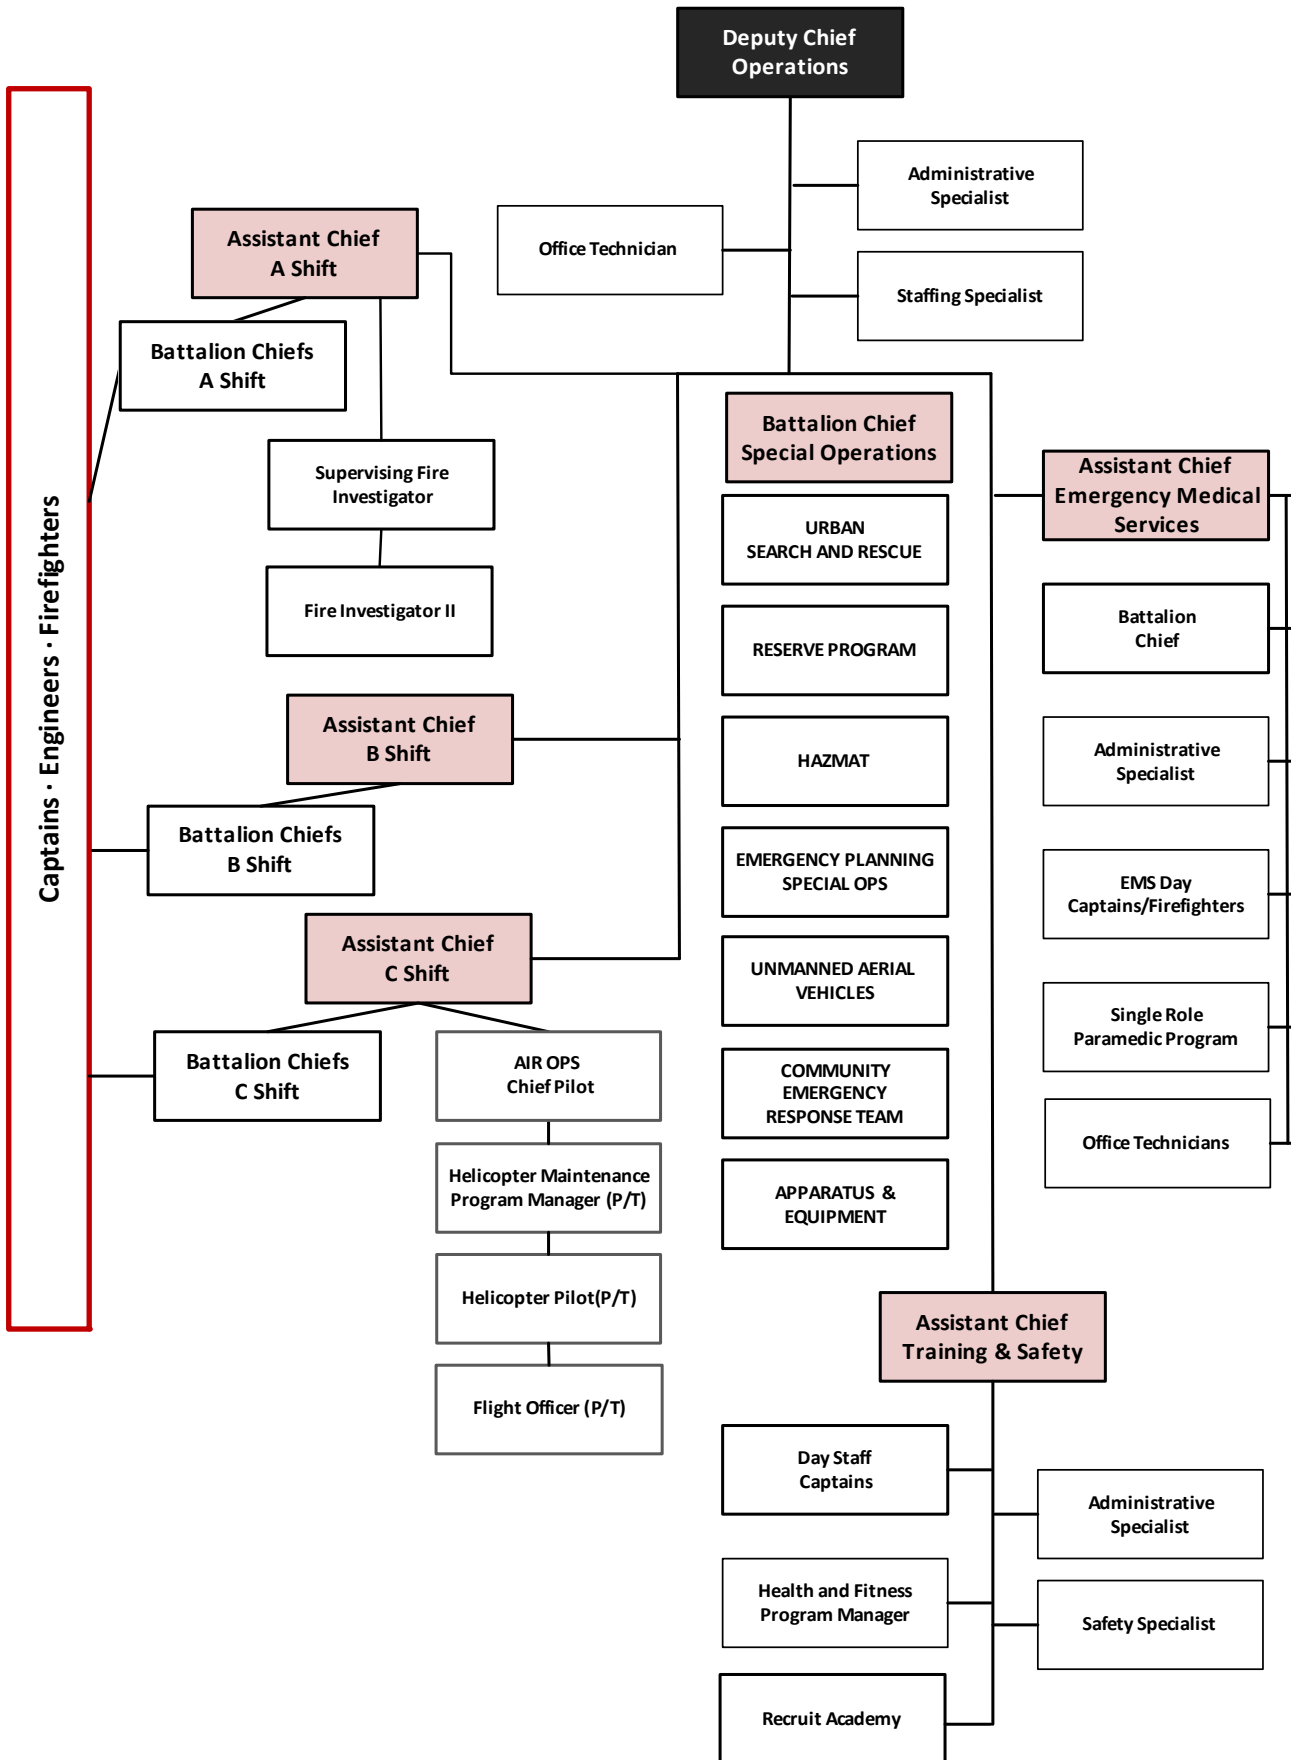 Deputy Chief
Operations
Administrative
Specialist
Office Technician
Staffing Specialist
Assistant Chief
A Shift
Battalion Chiefs
A Shift
Supervising Fire
Investigator
Fire Investigator II
Captains · Engineers · Firefighters
Assistant Chief
B Shift
Battalion Chiefs
B Shift
Assistant Chief
C Shift
Battalion Chiefs
C Shift
AIR OPS
Chief Pilot
Helicopter Maintenance
Program Manager (P/T)
Helicopter Pilot(P/T)
Flight Officer (P/T)
Battalion Chief
Special Operations
URBAN
SEARCH AND RESCUE
RESERVE PROGRAM
HAZMAT
EMERGENCY PLANNING
SPECIAL OPS
UNMANNED AERIAL
VEHICLES
COMMUNITY
EMERGENCY
RESPONSE TEAM
APPARATUS &
EQUIPMENT
Assistant Chief
Emergency Medical
Services
Battalion
Chief
Administrative
Specialist
EMS Day
Captains/Firefighters
Single Role
Paramedic Program
Office Technicians
Assistant Chief
Training & Safety
Day Staff
Captains
Administrative
Specialist
Health and Fitness
Program Manager
Safety Specialist
Recruit Academy